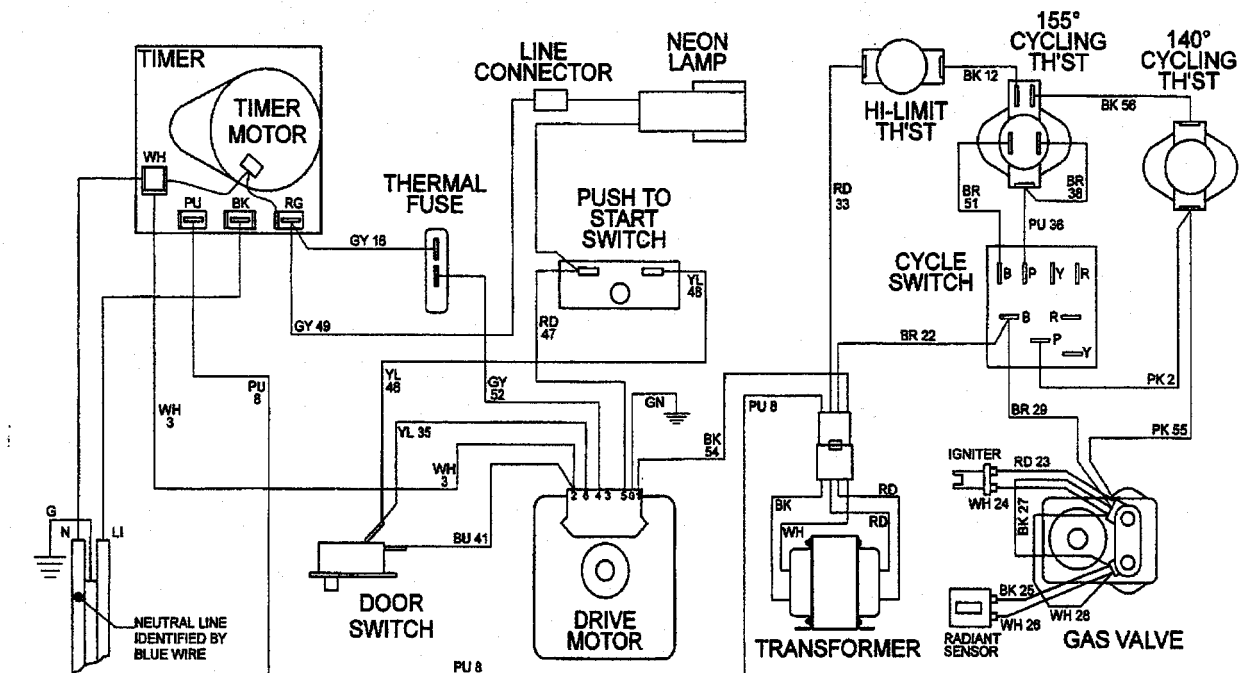 TIMER
TIMER
MOTOR
WH
PU
BK
RG
LINE
CONNECTOR
NEON
LAMP
HI-LIMIT
TH'ST
155°
CYCLING
TH'ST
140°
CYCLING
TH'ST
BK 12
BK 56
THERMAL
FUSE
PUSH TO
START
SWITCH
RD
33
BR
51
BR
38
PU 36
GY 16
GY 49
YL
48
RD
47
CYCLE
SWITCH
B
P
Y
R
B
R
P
Y
BR 22
PK 2
PU
8
WH
3
YL
48
GY
52
GN
PU 8
BR 29
PK 55
YL 35
WH
3
BK
54
IGNITER
RD 23
WH 24
BK 27
2 6 4 3 5
BK
WH
RD
RD
G
N
LI
BU 41
DOOR
SWITCH
DRIVE
MOTOR
TRANSFORMER
BK 25
WH 26
WH 28
RADIANT
SENSOR
GAS VALVE
NEUTRAL LINE
IDENTIFIED BY
BLUE WIRE
PU 8